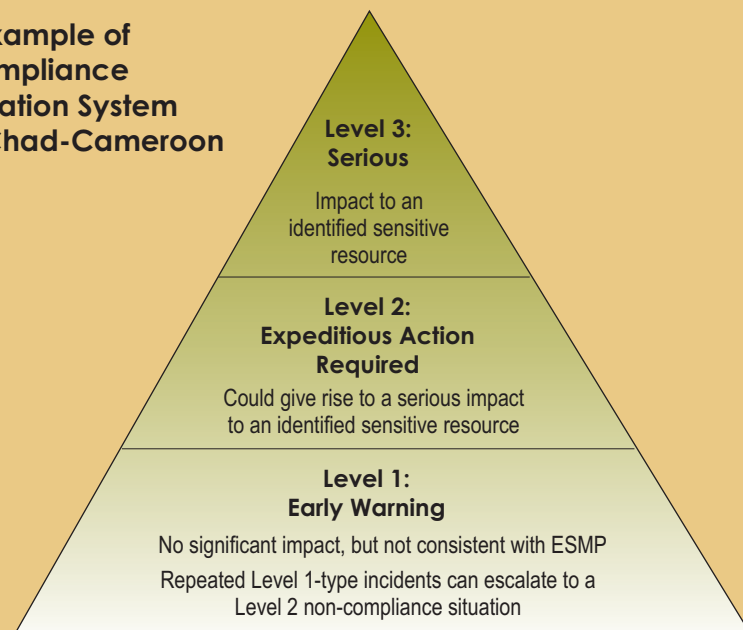 ample of
mpliance
ation System
Chad-Cameroon
Level 3:
Serious
Impact to an
identified sensitive
resource
Level 2:
Expeditious Action
Required
Could give rise to a serious impact
to an identified sensitive resource
Level 1:
Early Warning
No significant impact, but not consistent with ESMP
Repeated Level 1-type incidents can escalate to a
Level 2 non-compliance situation